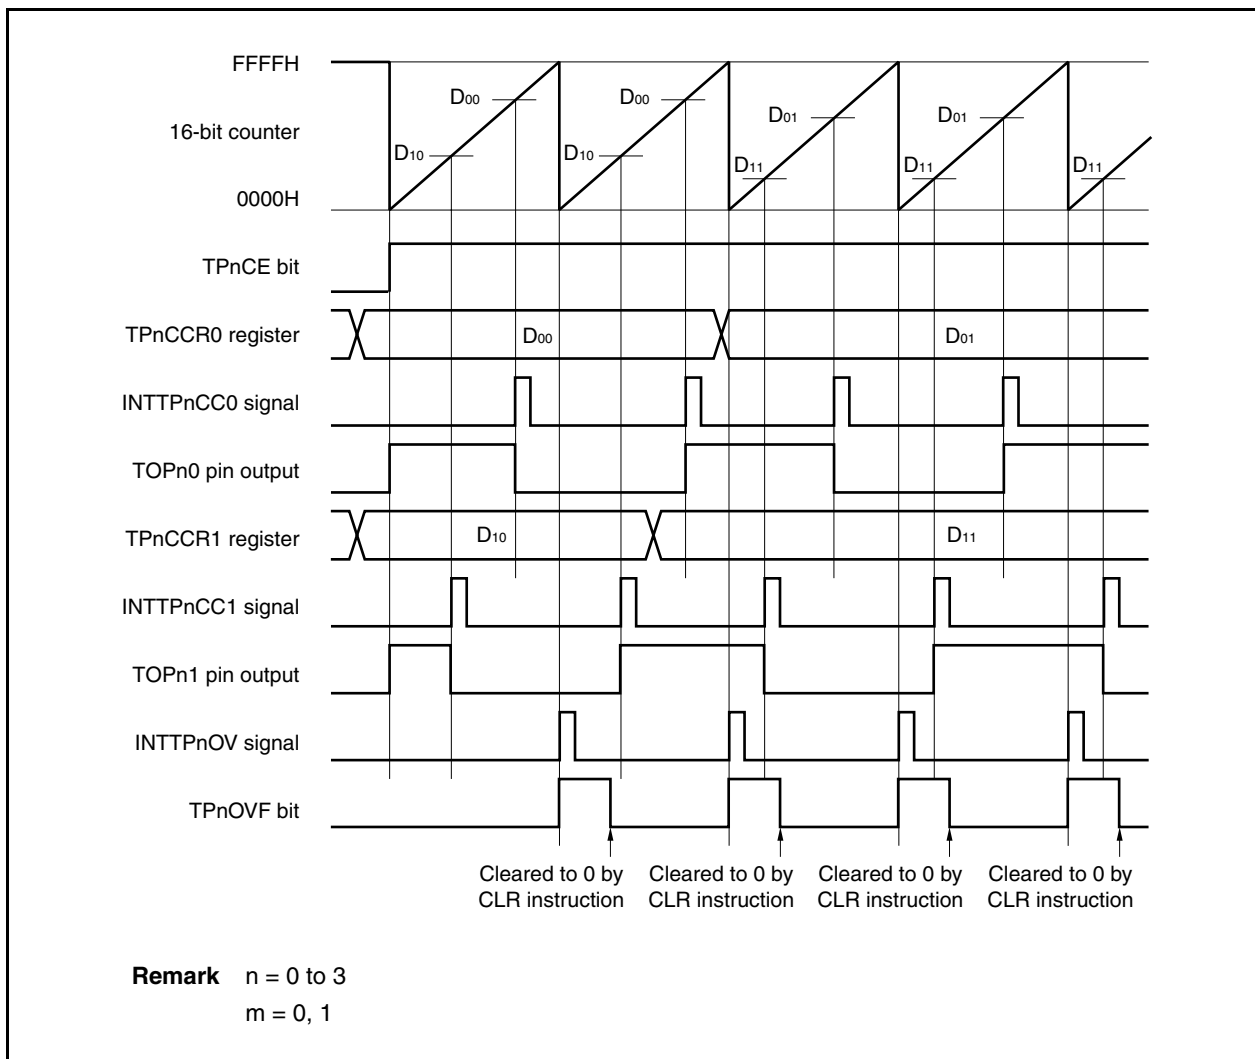 FFFFH
D00 D00
D01 D01
16-bit counter
D10 D10
D11 D11 D11
0000H
TPnCE bit
TPnCCR0 register D00 D01
INTTPnCC0 signal
TOPn0 pin output
TPnCCR1 register D10 D11
INTTPnCC1 signal
TOPn1 pin output
INTTPnOV signal
TPnOVF bit
Cleared to 0 by Cleared to 0 by Cleared to 0 by Cleared to 0 by
CLR instruction CLR instruction CLR instruction CLR instruction
Remark n = 0 to 3
m = 0, 1